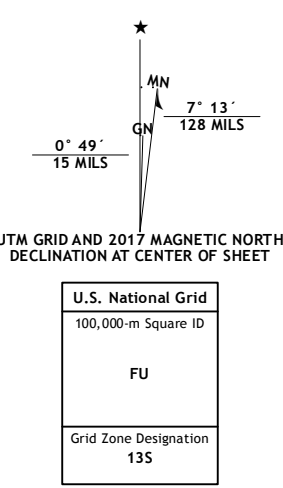 ★
MN
7° 13´
128 MILS
GN
0° 49´
15 MILS
UTM GRID AND 2017 MAGNETIC NORTH
DECLINATION AT CENTER OF SHEET
U.S. National Grid
100,000-m Square ID
FU
Grid Zone Designation
13S